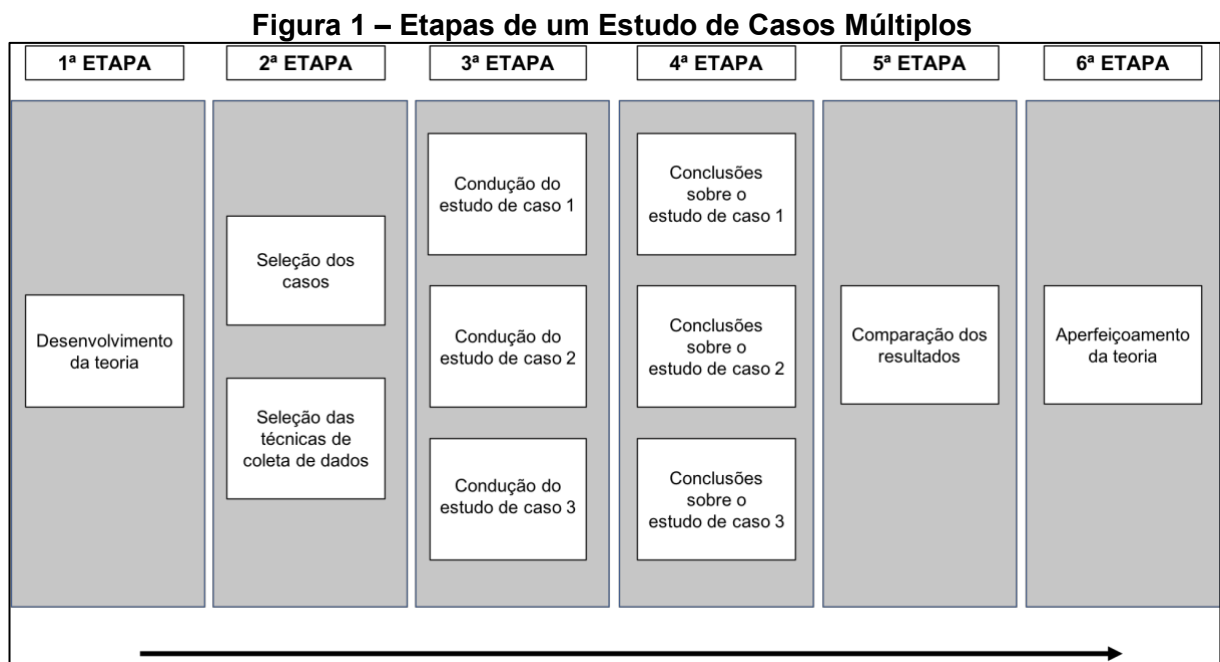 Figura 1 – Etapas de um Estudo de Casos Múltiplos
1ª ETAPA
2ª ETAPA
3ª ETAPA
4ª ETAPA
5ª ETAPA
6ª ETAPA
Desenvolvimento
da teoria
Seleção dos
casos
Seleção das
técnicas de
coleta de dados
Condução do
estudo de caso 1
Condução do
estudo de caso 2
Condução do
estudo de caso 3
Conclusões
sobre o
estudo de caso 1
Conclusões
sobre o
estudo de caso 2
Conclusões
sobre o
estudo de caso 3
Comparação dos
resultados
Aperfeiçoamento
da teoria